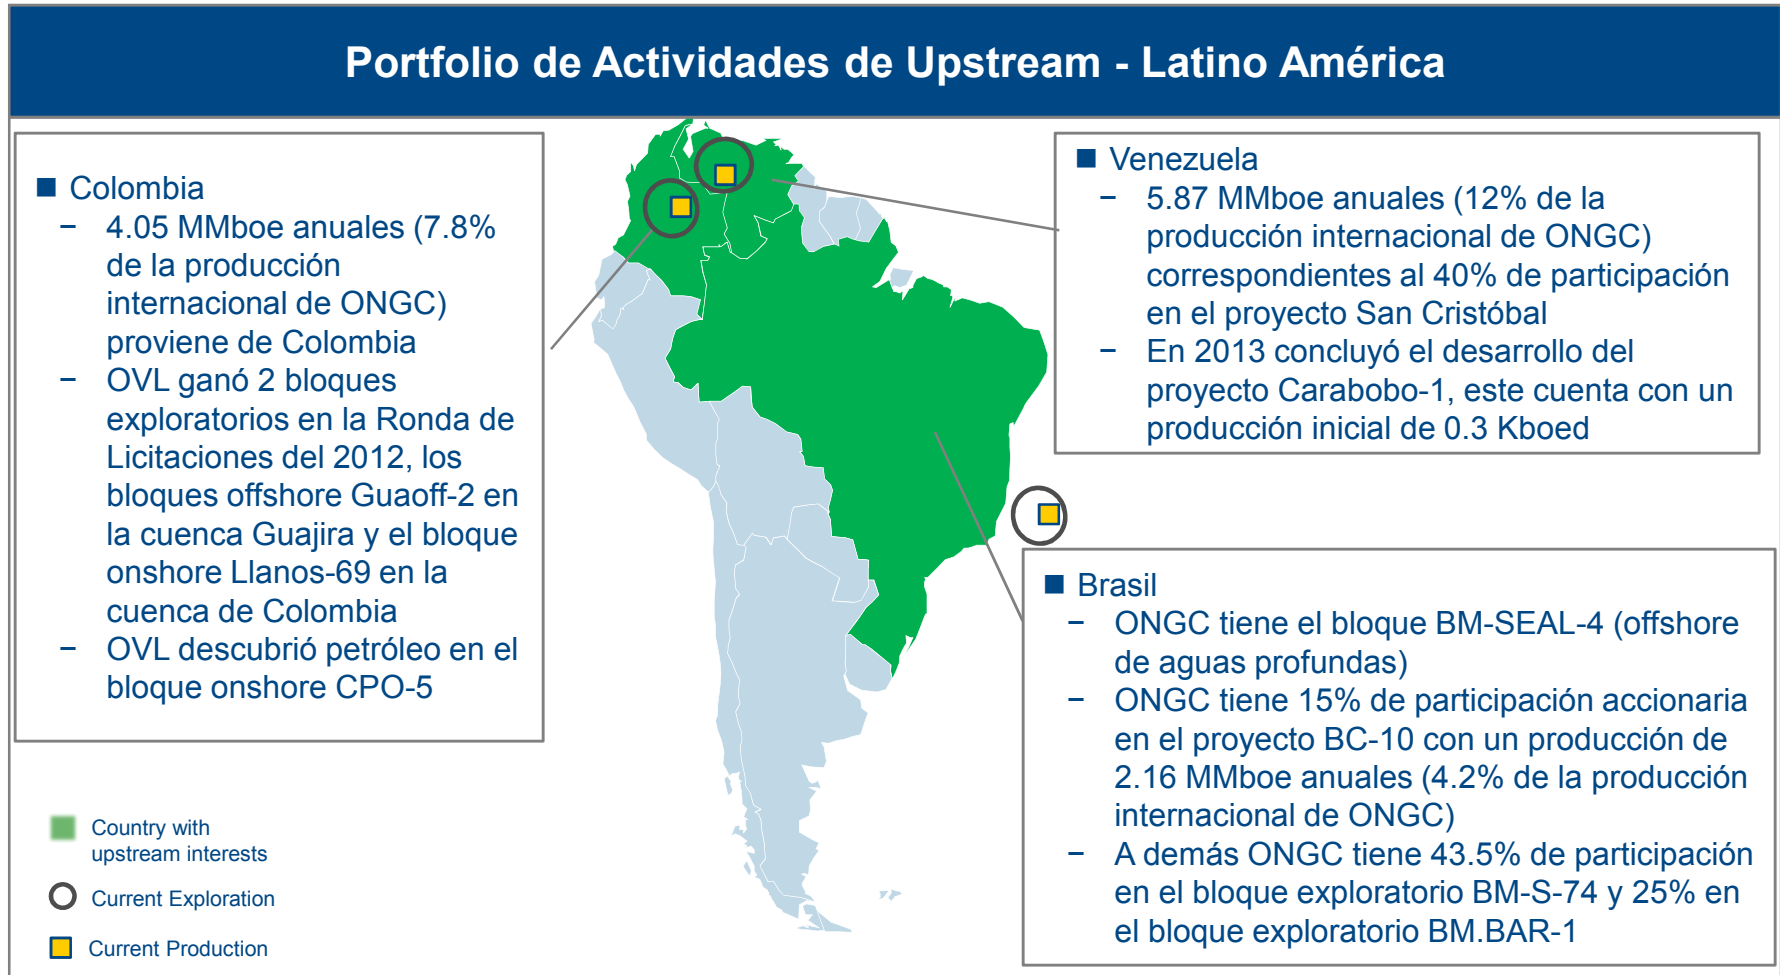 Portfolio de Actividades de Upstream - Latino América
■ Colombia
− 4.05 MMboe anuales (7.8%
de la producción
internacional de ONGC)
proviene de Colombia
− OVL ganó 2 bloques
exploratorios en la Ronda de
Licitaciones del 2012, los
bloques offshore Guaoff-2 en
la cuenca Guajira y el bloque
onshore Llanos-69 en la
cuenca de Colombia
− OVL descubrió petróleo en el
bloque onshore CPO-5
■ Venezuela
− 5.87 MMboe anuales (12% de la
producción internacional de ONGC)
correspondientes al 40% de participación
en el proyecto San Cristóbal
− En 2013 concluyó el desarrollo del
proyecto Carabobo-1, este cuenta con un
producción inicial de 0.3 Kboed
■ Brasil
− ONGC tiene el bloque BM-SEAL-4 (offshore
de aguas profundas)
− ONGC tiene 15% de participación accionaria
en el proyecto BC-10 con un producción de
2.16 MMboe anuales (4.2% de la producción
internacional de ONGC)
− A demás ONGC tiene 43.5% de participación
en el bloque exploratorio BM-S-74 y 25% en
el bloque exploratorio BM.BAR-1
Country with
upstream interests
Current Exploration
Current Production